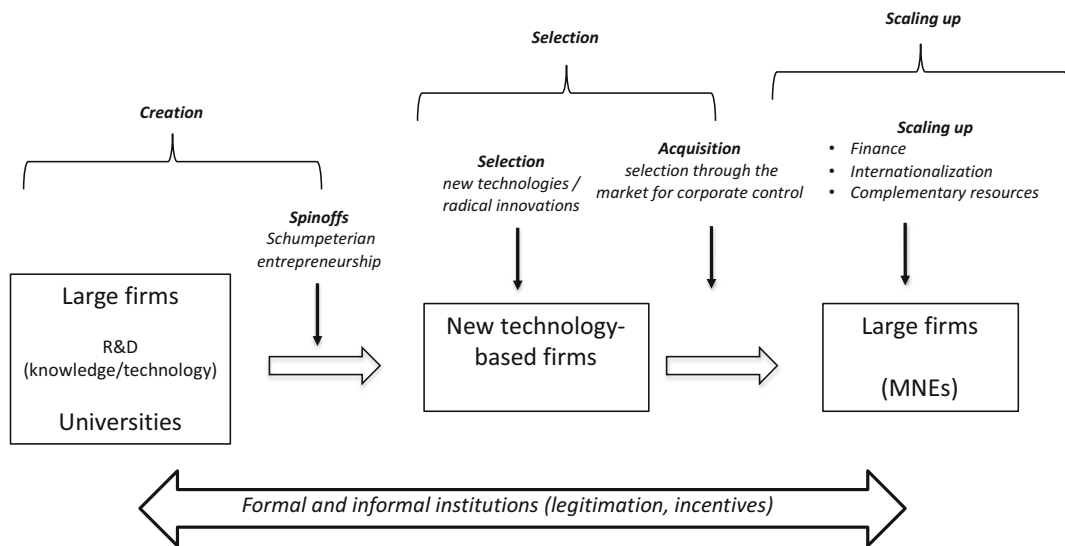 Creation
Selection
Scaling up
Spinoffs
Schumpeterian
entrepreneurship
Selection
new technologies /
radical innovations
Acquisition
selection through the
market for corporate control
Scaling up
• Finance
• Internationalization
• Complementary resources
Large firms
R&D
(knowledge/technology)
Universities
New technology-
based firms
Large firms
(MNEs)
Formal and informal institutions (legitimation, incentives)